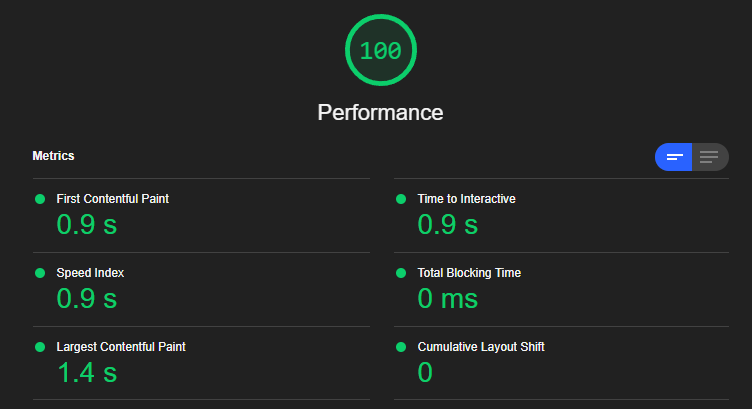 100
Performance
Metrics
First Contentful Paint
0.9 s
Time to Interactive
0.9 s
Speed Index
0.9 s
Total Blocking Time
0 ms
Largest Contentful Paint
1.4 s
Cumulative Layout Shift
0